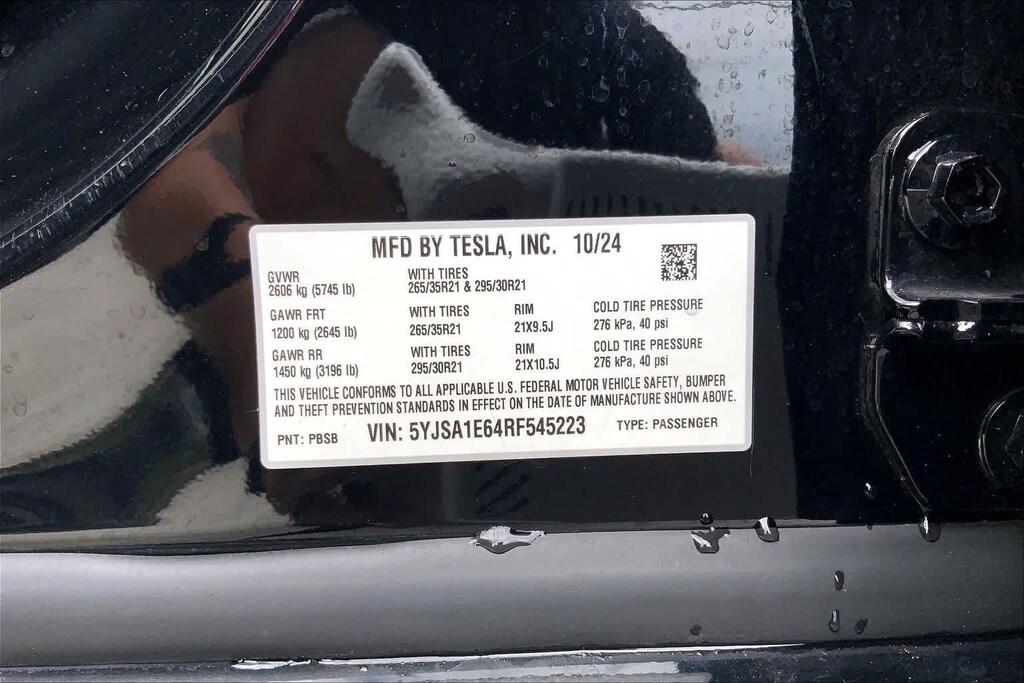 MFD BY TESLA, INC. 10/24
GVWR WITH TIRES
2606 kg (5745 lb) 265/35R21 & 295/30R21
GAWR FRT WITH TIRES RIM COLD TIRE PRESSURE
1200 kg (2645 lb) 265/35R21 21X9.5J 276 kPa, 40 psi
GAWR RR WITH TIRES RIM COLD TIRE PRESSURE
1450 kg (3196 lb) 295/30R21 21X10.5J 276 kPa, 40 psi
THIS VEHICLE CONFORMS TO ALL APPLICABLE U.S. FEDERAL MOTOR VEHICLE SAFETY, BUMPER
AND THEFT PREVENTION STANDARDS IN EFFECT ON THE DATE OF MANUFACTURE SHOWN ABOVE.
PNT: PBSB VIN: 5YJSA1E64RF545223 TYPE: PASSENGER